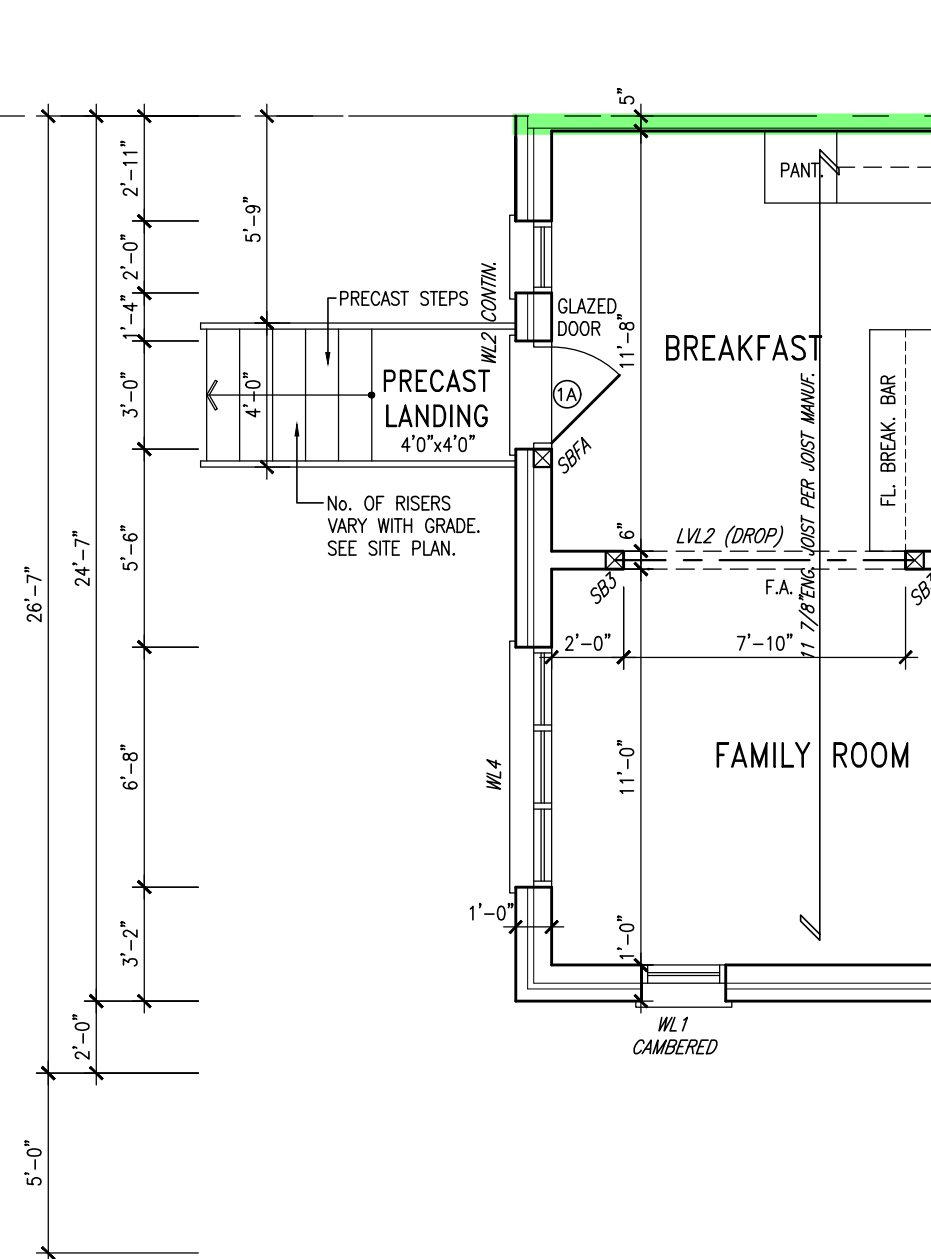 5"
2'-11"
PANT.
5'-9"
2'-0"
WL2 CONTIN.
PRECAST STEPS
GLAZED
DOOR
1'-4"
11'-8"
BREAKFAST
3'-0"
4'-0"
PRECAST
LANDING
4'0"x4'0"
1A
FL. BREAK. BAR
SBFA
11 7/8"ENG. JOIST PER JOIST MANUF.
No. OF RISERS
VARY WITH GRADE.
SEE SITE PLAN.
5'-6"
24'-7"
26'-7"
6"
LVL2 (DROP)
SB3
F.A.
2'-0"
7'-10"
6'-8"
WL4
11'-0"
FAMILY ROOM
3'-2"
1'-0"
1'-0"
2'-0"
WL1
CAMBERED
5'-0"